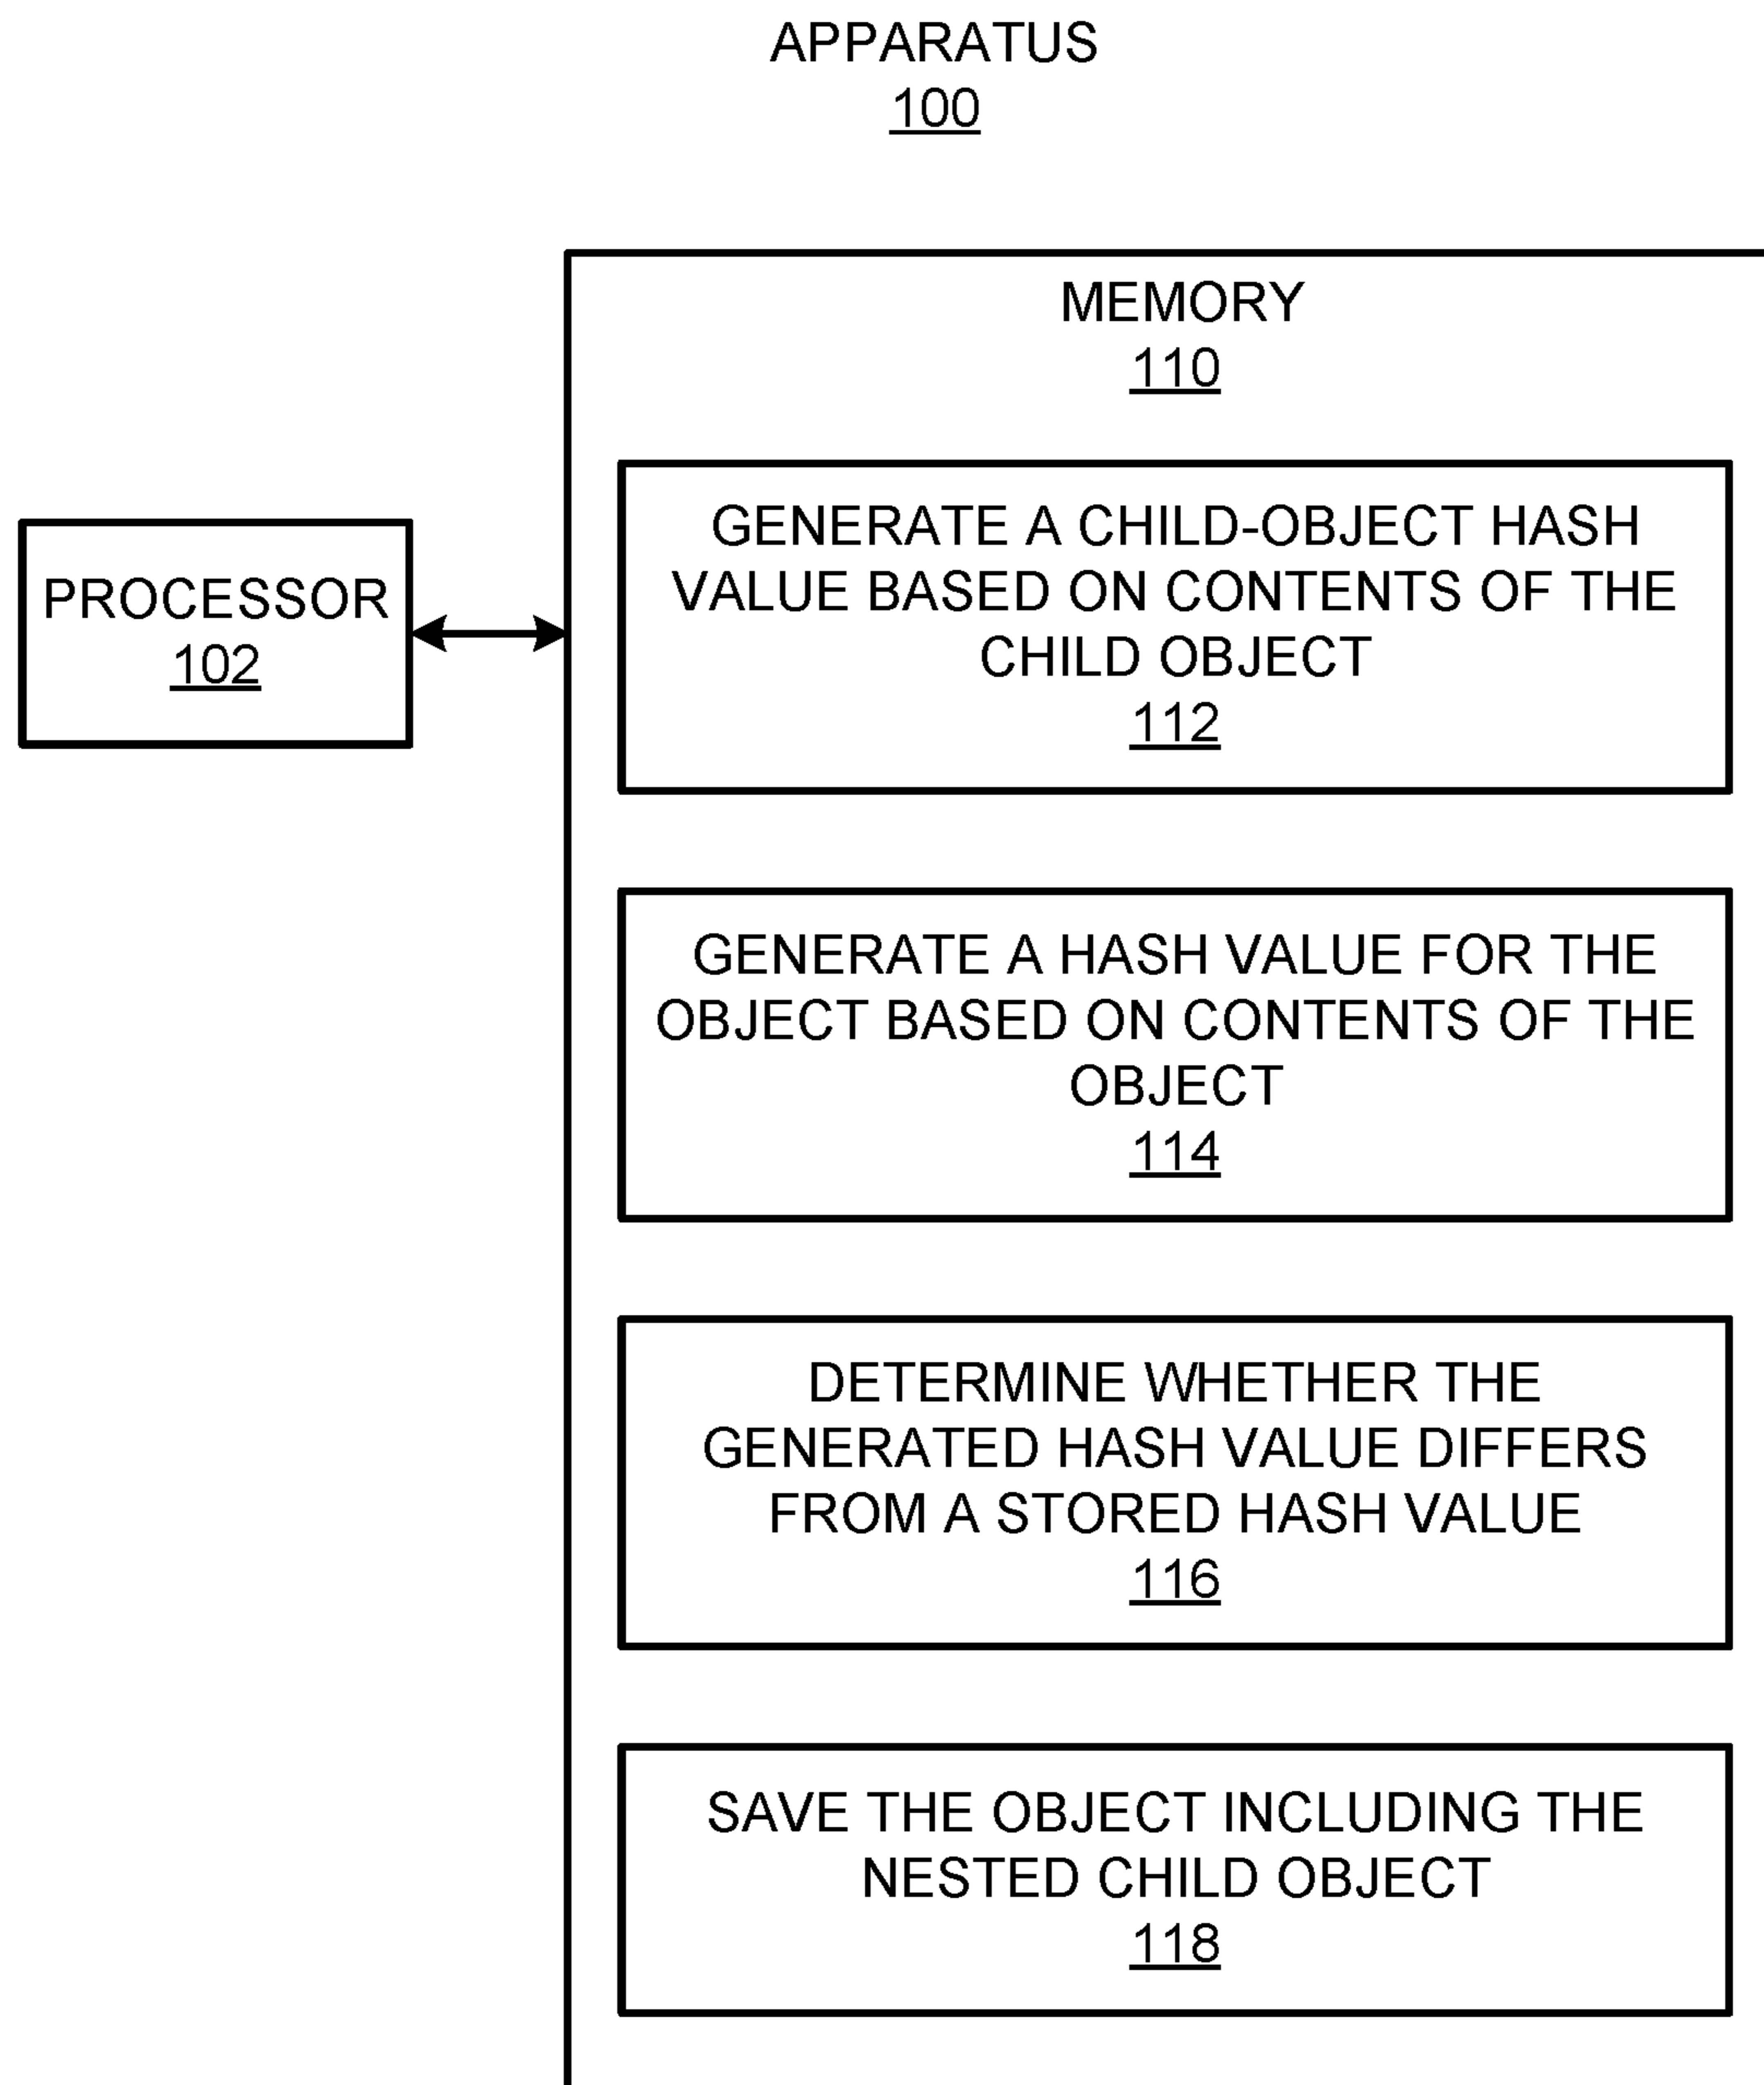 APPARATUS
100
MEMORY
110
PROCESSOR
102
GENERATE A CHILD-OBJECT HASH
VALUE BASED ON CONTENTS OF THE
CHILD OBJECT
112
GENERATE A HASH VALUE FOR THE
OBJECT BASED ON CONTENTS OF THE
OBJECT
114
DETERMINE WHETHER THE
GENERATED HASH VALUE DIFFERS
FROM A STORED HASH VALUE
116
SAVE THE OBJECT INCLUDING THE
NESTED CHILD OBJECT
118